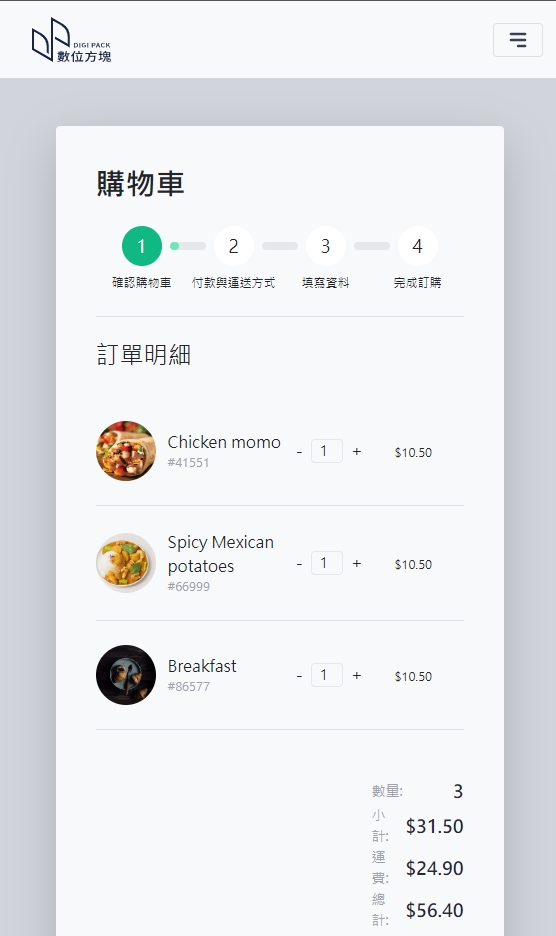 DIGI PACK
數位方塊
購物車
1
2
3
4
確認購物車
付款與運送方式
填寫資料
完成訂購
訂單明細
Chicken momo
#41551
- 1 +
$10.50
Spicy Mexican
potatoes
#66999
- 1 +
$10.50
Breakfast
#86577
- 1 +
$10.50
數量:
3
小
計:
$31.50
運
費:
$24.90
總
計:
$56.40